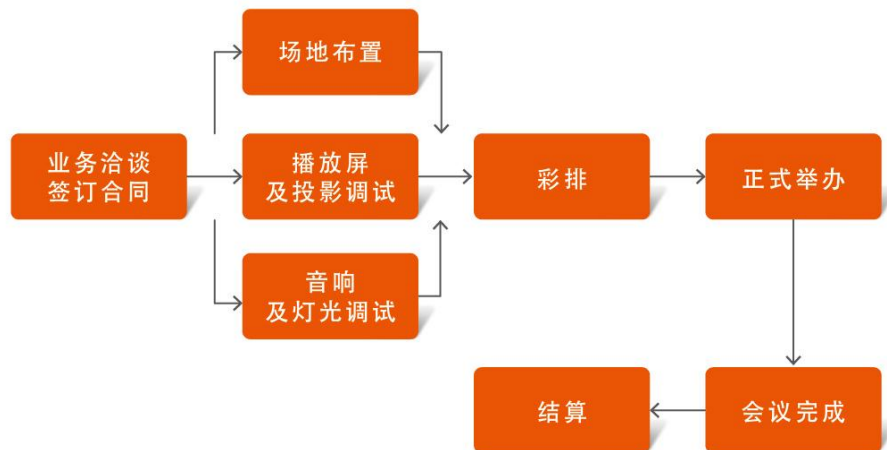 场地布置
业务洽谈
签订合同
播放屏
及投影调试
彩排
正式举办
音响
及灯光调试
结算
会议完成